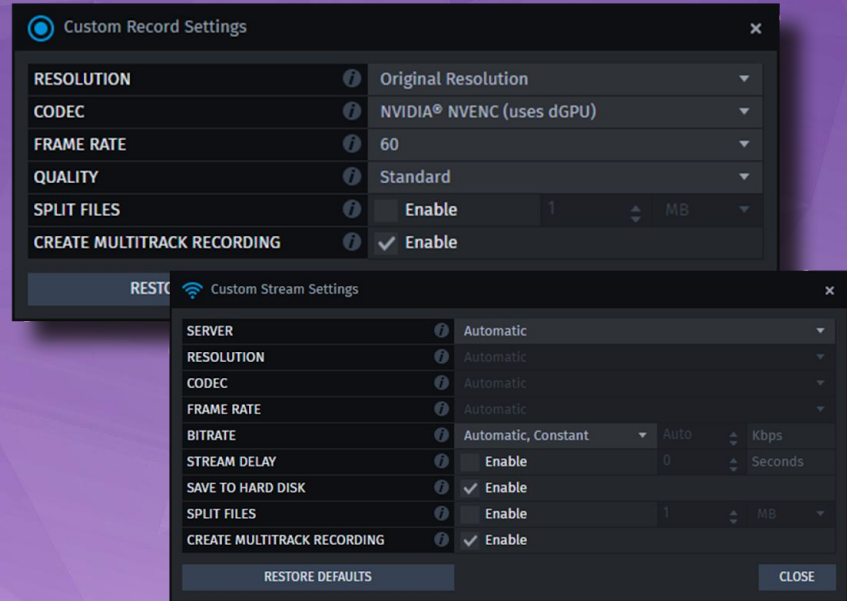 Custom Record Settings
RESOLUTION Original Resolution
CODEC NVIDIA® NVENC (uses dGPU)
FRAME RATE 60
QUALITY Standard
SPLIT FILES Enable 1 MB
CREATE MULTITRACK RECORDING Enable
RESTO
Custom Stream Settings
SERVER Automatic
RESOLUTION Automatic
CODEC Automatic
FRAME RATE Automatic
BITRATE Automatic, Constant Auto Kbps
STREAM DELAY Enable 0 Seconds
SAVE TO HARD DISK Enable
SPLIT FILES Enable 1 MB
CREATE MULTITRACK RECORDING Enable
RESTORE DEFAULTS CLOSE